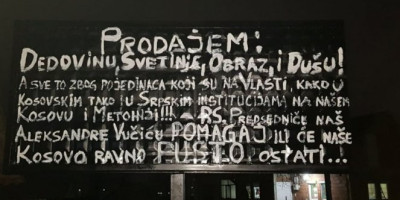 PRODAJEM:
DEDOVINU, SVETINJE, OBRAZ, I DUŠU!
A SVE TO ZBOG POJEDINACA KOJI SU NA VLASTI, KAKO U
KOSOVSKIM TAKO I U SRPSKIM INSTITUCIJAMA NA NAŠEM
KOSOVU I METOHIJI!!! - P.S. PREDSEDNIČE NAŠ
ALEKSANDRE VUČIĆU POMAGAJ ILI ĆE NAŠE
KOSOVO RAVNO PUSTO OSTATI...